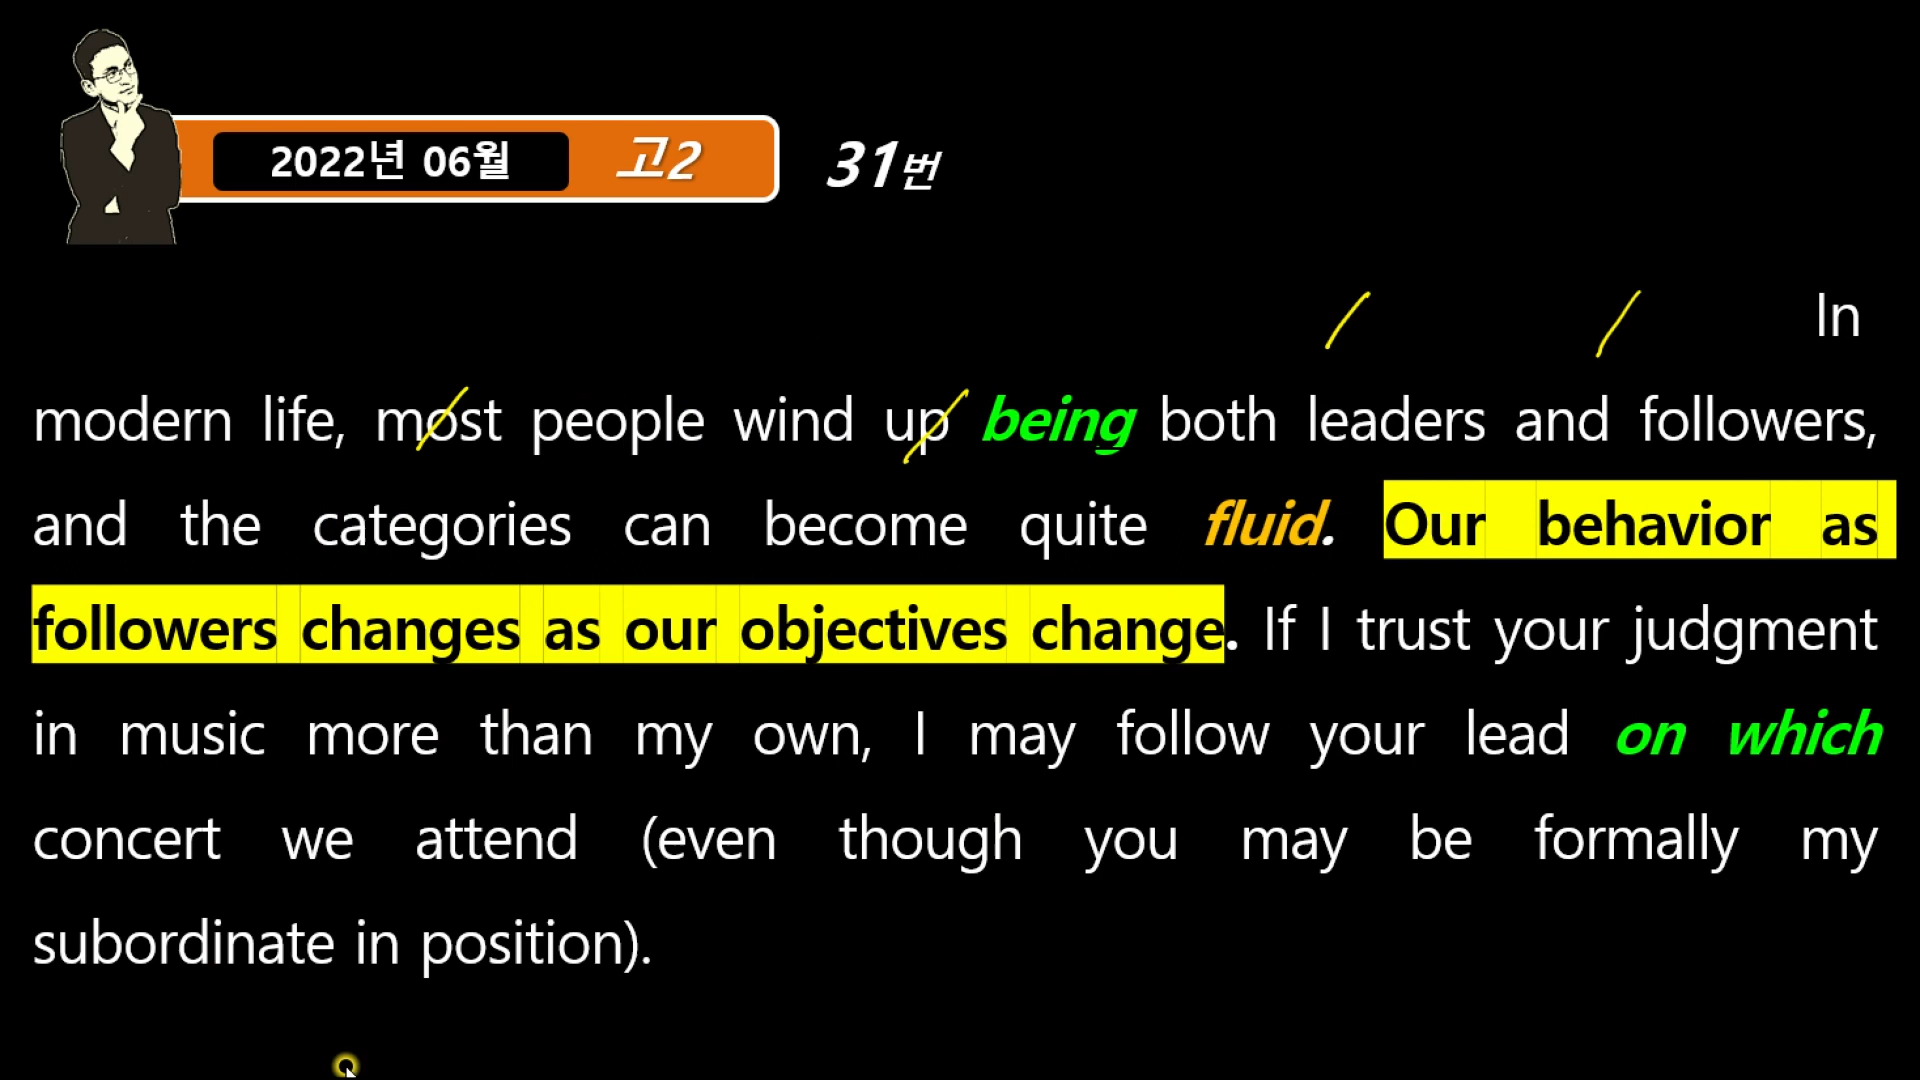 2022년 06월 고2 31번
In
modern life, most people wind up being both leaders and followers,
and the categories can become quite fluid. Our behavior as
followers changes as our objectives change. If I trust your judgment
in music more than my own, I may follow your lead on which
concert we attend (even though you may be formally my
subordinate in position).